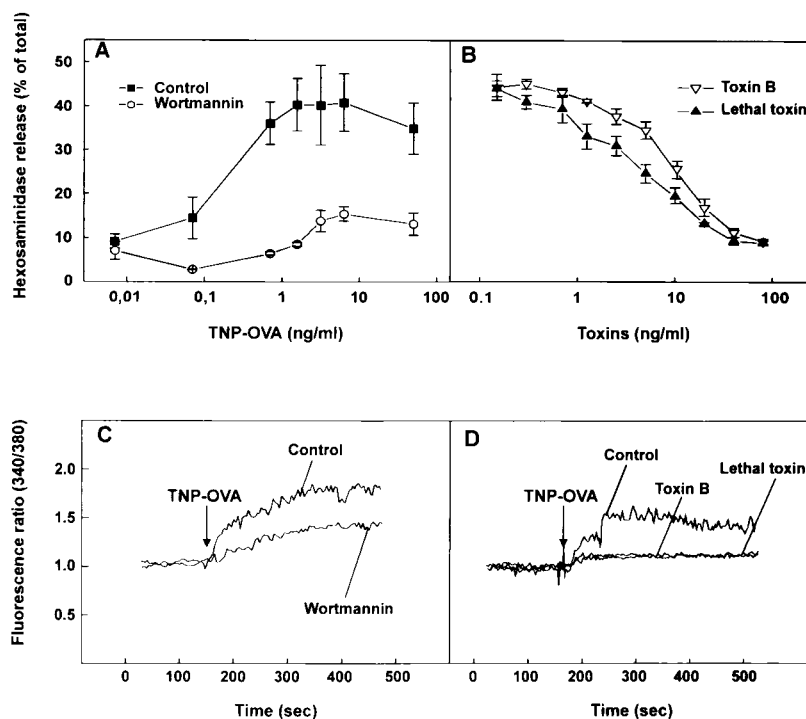 Hexosaminidase release (% of total)
50
40
30
20
10
0
A
Control
Wortmannin
0,01
0,1
1
10
100
TNP-OVA (ng/ml)
B
Toxin B
Lethal toxin
0.1
1
10
100
Toxins (ng/ml)
Fluorescence ratio (340/380)
2.0
1.5
1.0
0.5
C
Control
TNP-OVA
Wortmannin
0
100
200
300
400
500
Time (sec)
D
Control
Lethal toxin
Toxin B
TNP-OVA
0
100
200
300
400
500
Time (sec)